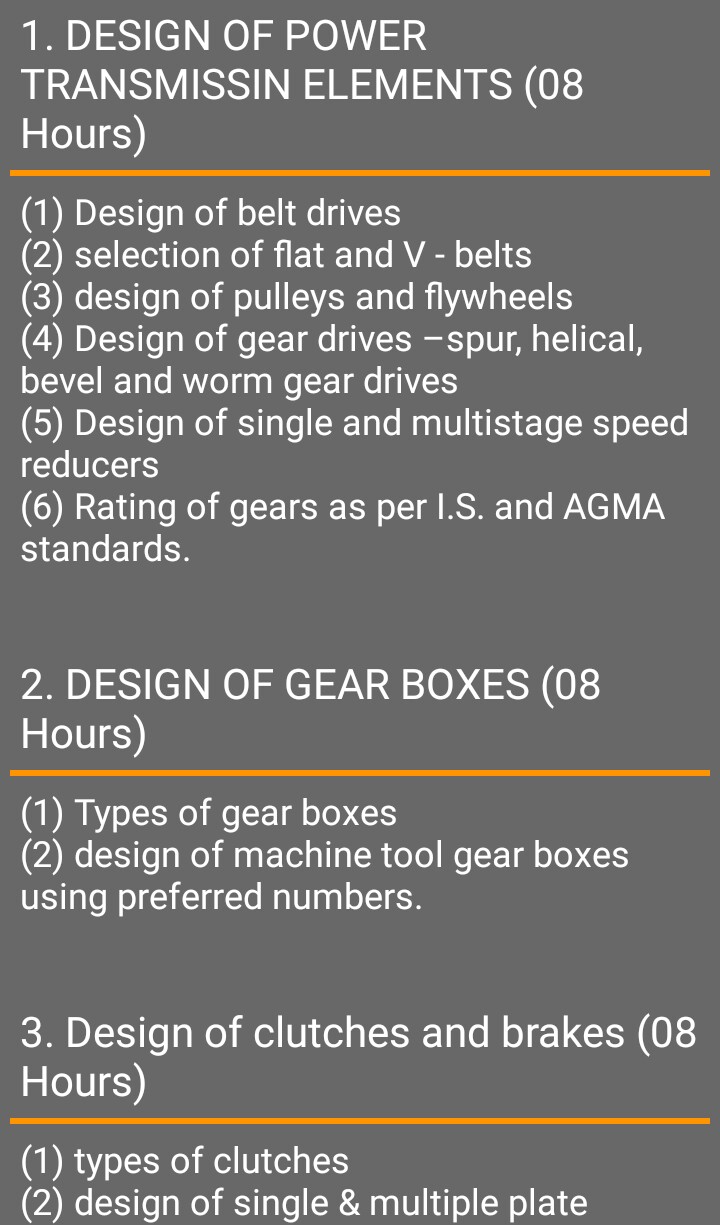 1. DESIGN OF POWER
TRANSMISSIN ELEMENTS (08
Hours)
(1) Design of belt drives
(2) selection of flat and V - belts
(3) design of pulleys and flywheels
(4) Design of gear drives –spur, helical,
bevel and worm gear drives
(5) Design of single and multistage speed
reducers
(6) Rating of gears as per I.S. and AGMA
standards.
2. DESIGN OF GEAR BOXES (08
Hours)
(1) Types of gear boxes
(2) design of machine tool gear boxes
using preferred numbers.
3. Design of clutches and brakes (08
Hours)
(1) types of clutches
(2) design of single & multiple plate